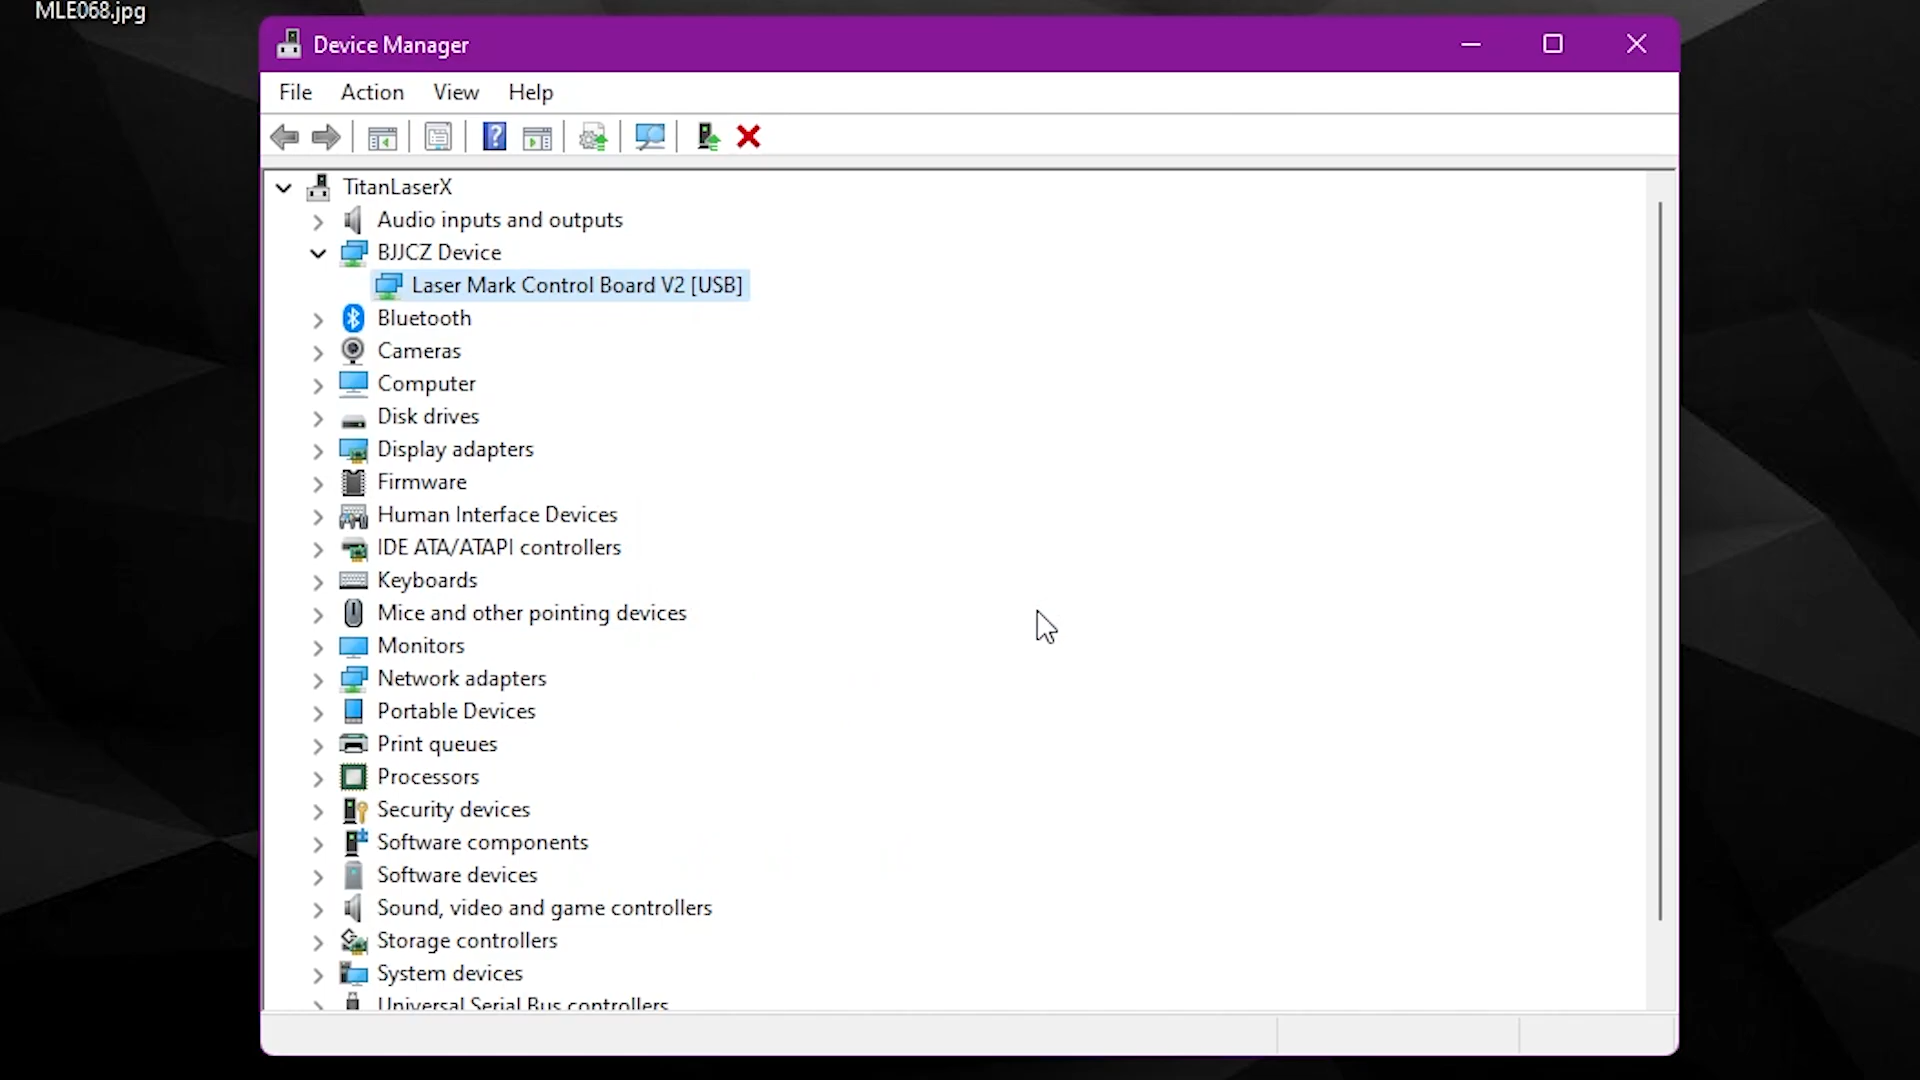 MLE068.jpg
Device Manager
File Action View Help
TitanLaserX
Audio inputs and outputs
BJJCZ Device
Laser Mark Control Board V2 [USB]
Bluetooth
Cameras
Computer
Disk drives
Display adapters
Firmware
Human Interface Devices
IDE ATA/ATAPI controllers
Keyboards
Mice and other pointing devices
Monitors
Network adapters
Portable Devices
Print queues
Processors
Security devices
Software components
Software devices
Sound, video and game controllers
Storage controllers
System devices
Universal Serial Bus controllers